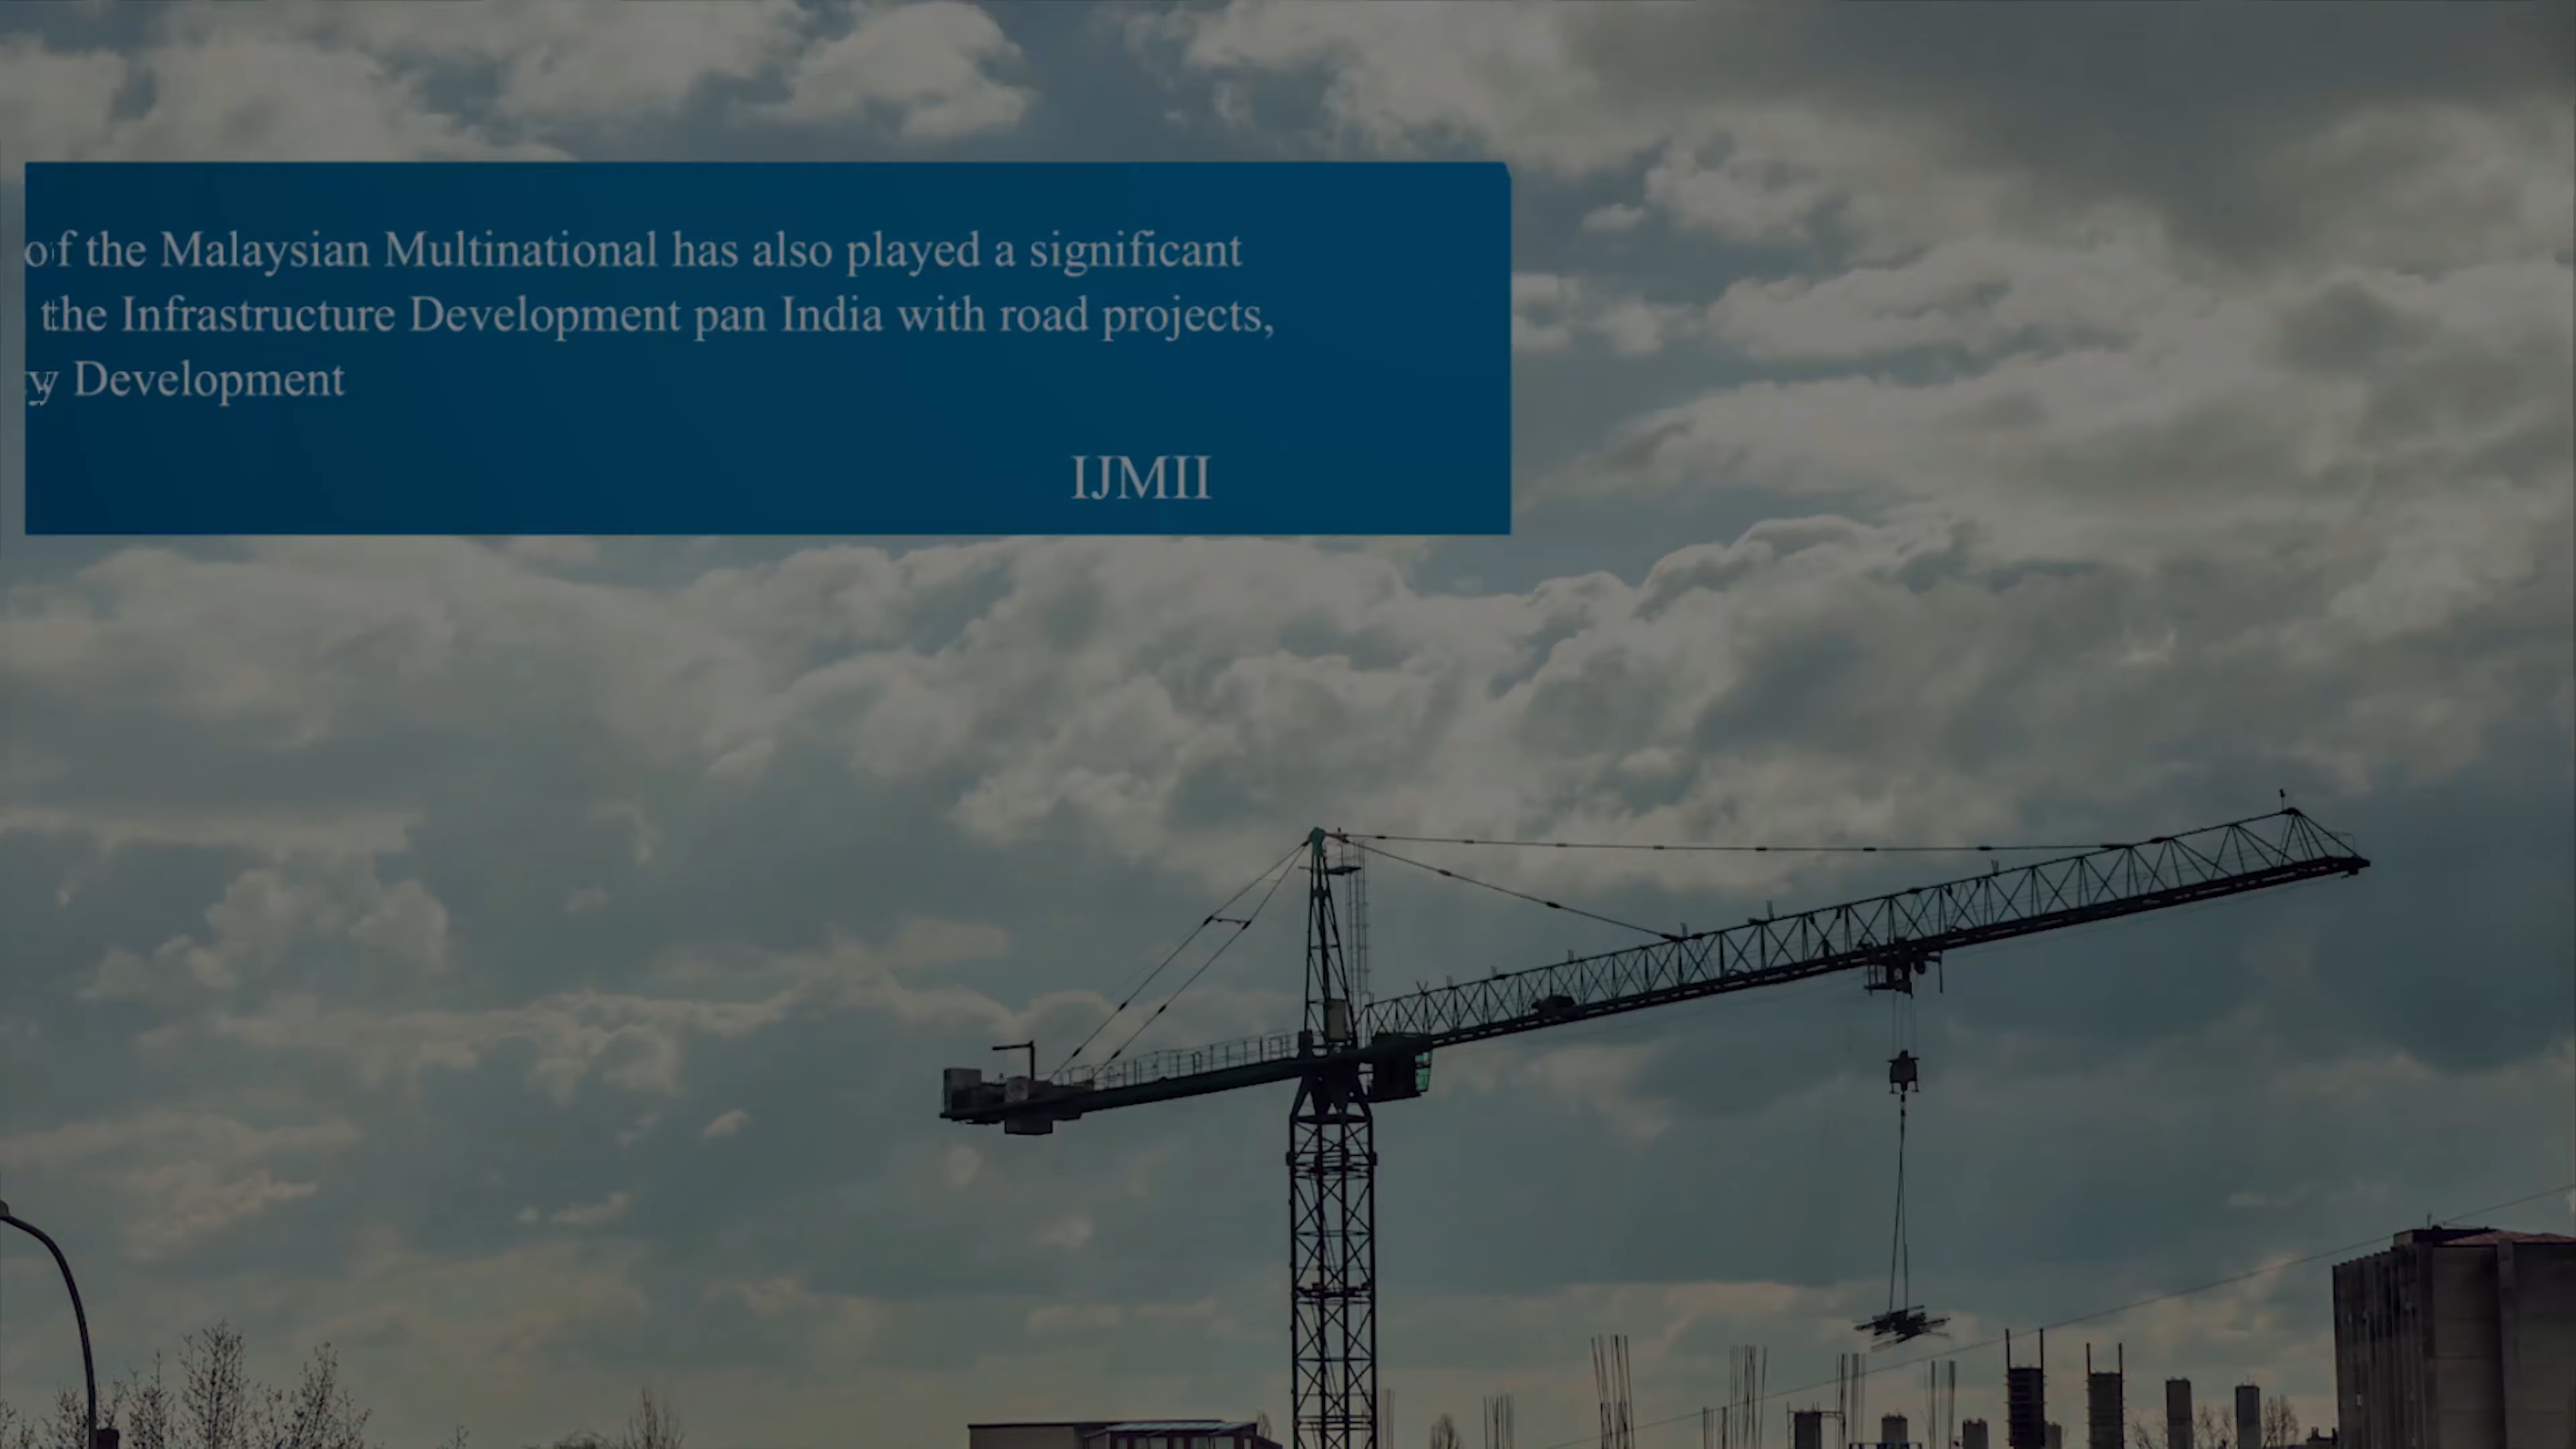 of the Malaysian Multinational has also played a significant
the Infrastructure Development pan India with road projects,
Development
IJMII